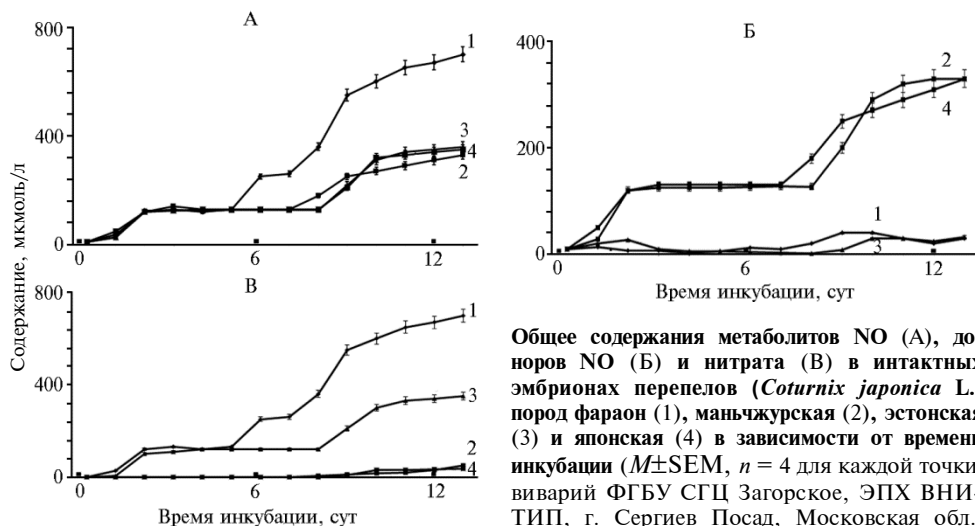 А
800
400
0
0
6
12
1
3
4
2
Б
400
200
0
0
6
12
2
4
1
3
Время инкубации, сут
В
800
400
0
0
6
12
1
3
2
4
Время инкубации, сут
Содержание, мкмоль/л
Общее содержания метаболитов NO (А), до-
норов NO (Б) и нитрата (В) в интактных
эмбрионах перепелов (Coturnix japonica L.
пород фараон (1), маньчжурская (2), эстонская
(3) и японская (4) в зависимости от времени
инкубации (M±SEM, n = 4 для каждой точки
виварий ФГБУ СГЦ Загорское, ЭПХ ВНИ-
ТИП, г. Сергиев Посад, Московская обл.